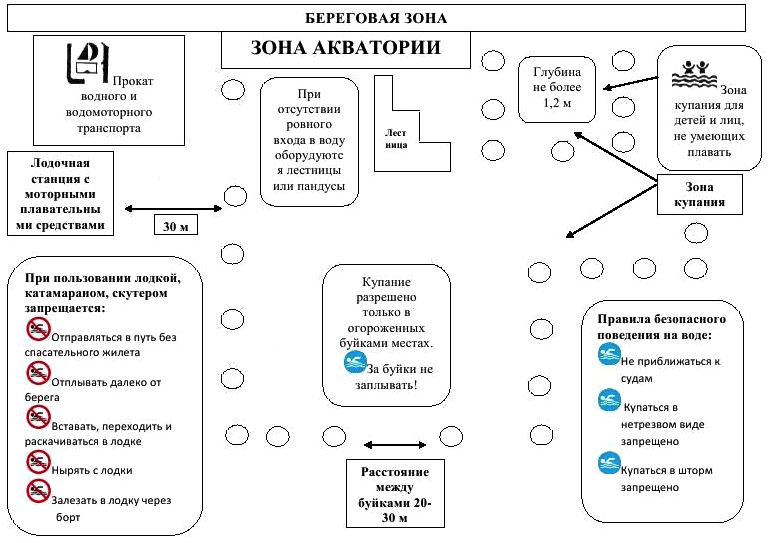 БЕРЕГОВАЯ ЗОНА
ЗОНА АКВАТОРИИ
Прокат
водного и
водомоторного
транспорта
При
отсутствии
ровного
входа в воду
оборудуютс
я лестницы
или пандусы
Лест
ница
Глубина
не более
1,2 м
Зона
купания для
детей и лиц,
не умеющих
плавать
Лодочная
станция с
моторными
плавательны
ми средствами
30 м
Зона
купания
При пользовании лодкой,
катамараном, скутером
запрещается:
Отправляться в путь без
спасательного жилета
Отплывать далеко от
берега
Вставать, переходить и
раскачиваться в лодке
Нырять с лодки
Залезать в лодку через
борт
Купание
разрешено
только в
огороженных
буйками местах.
За буйки не
заплывать!
Правила безопасного
поведения на воде:
Не приближаться к
судам
Купаться в
нетрезвом виде
запрещено
Купаться в шторм
запрещено
Расстояние
между
буйками 20-
30 м